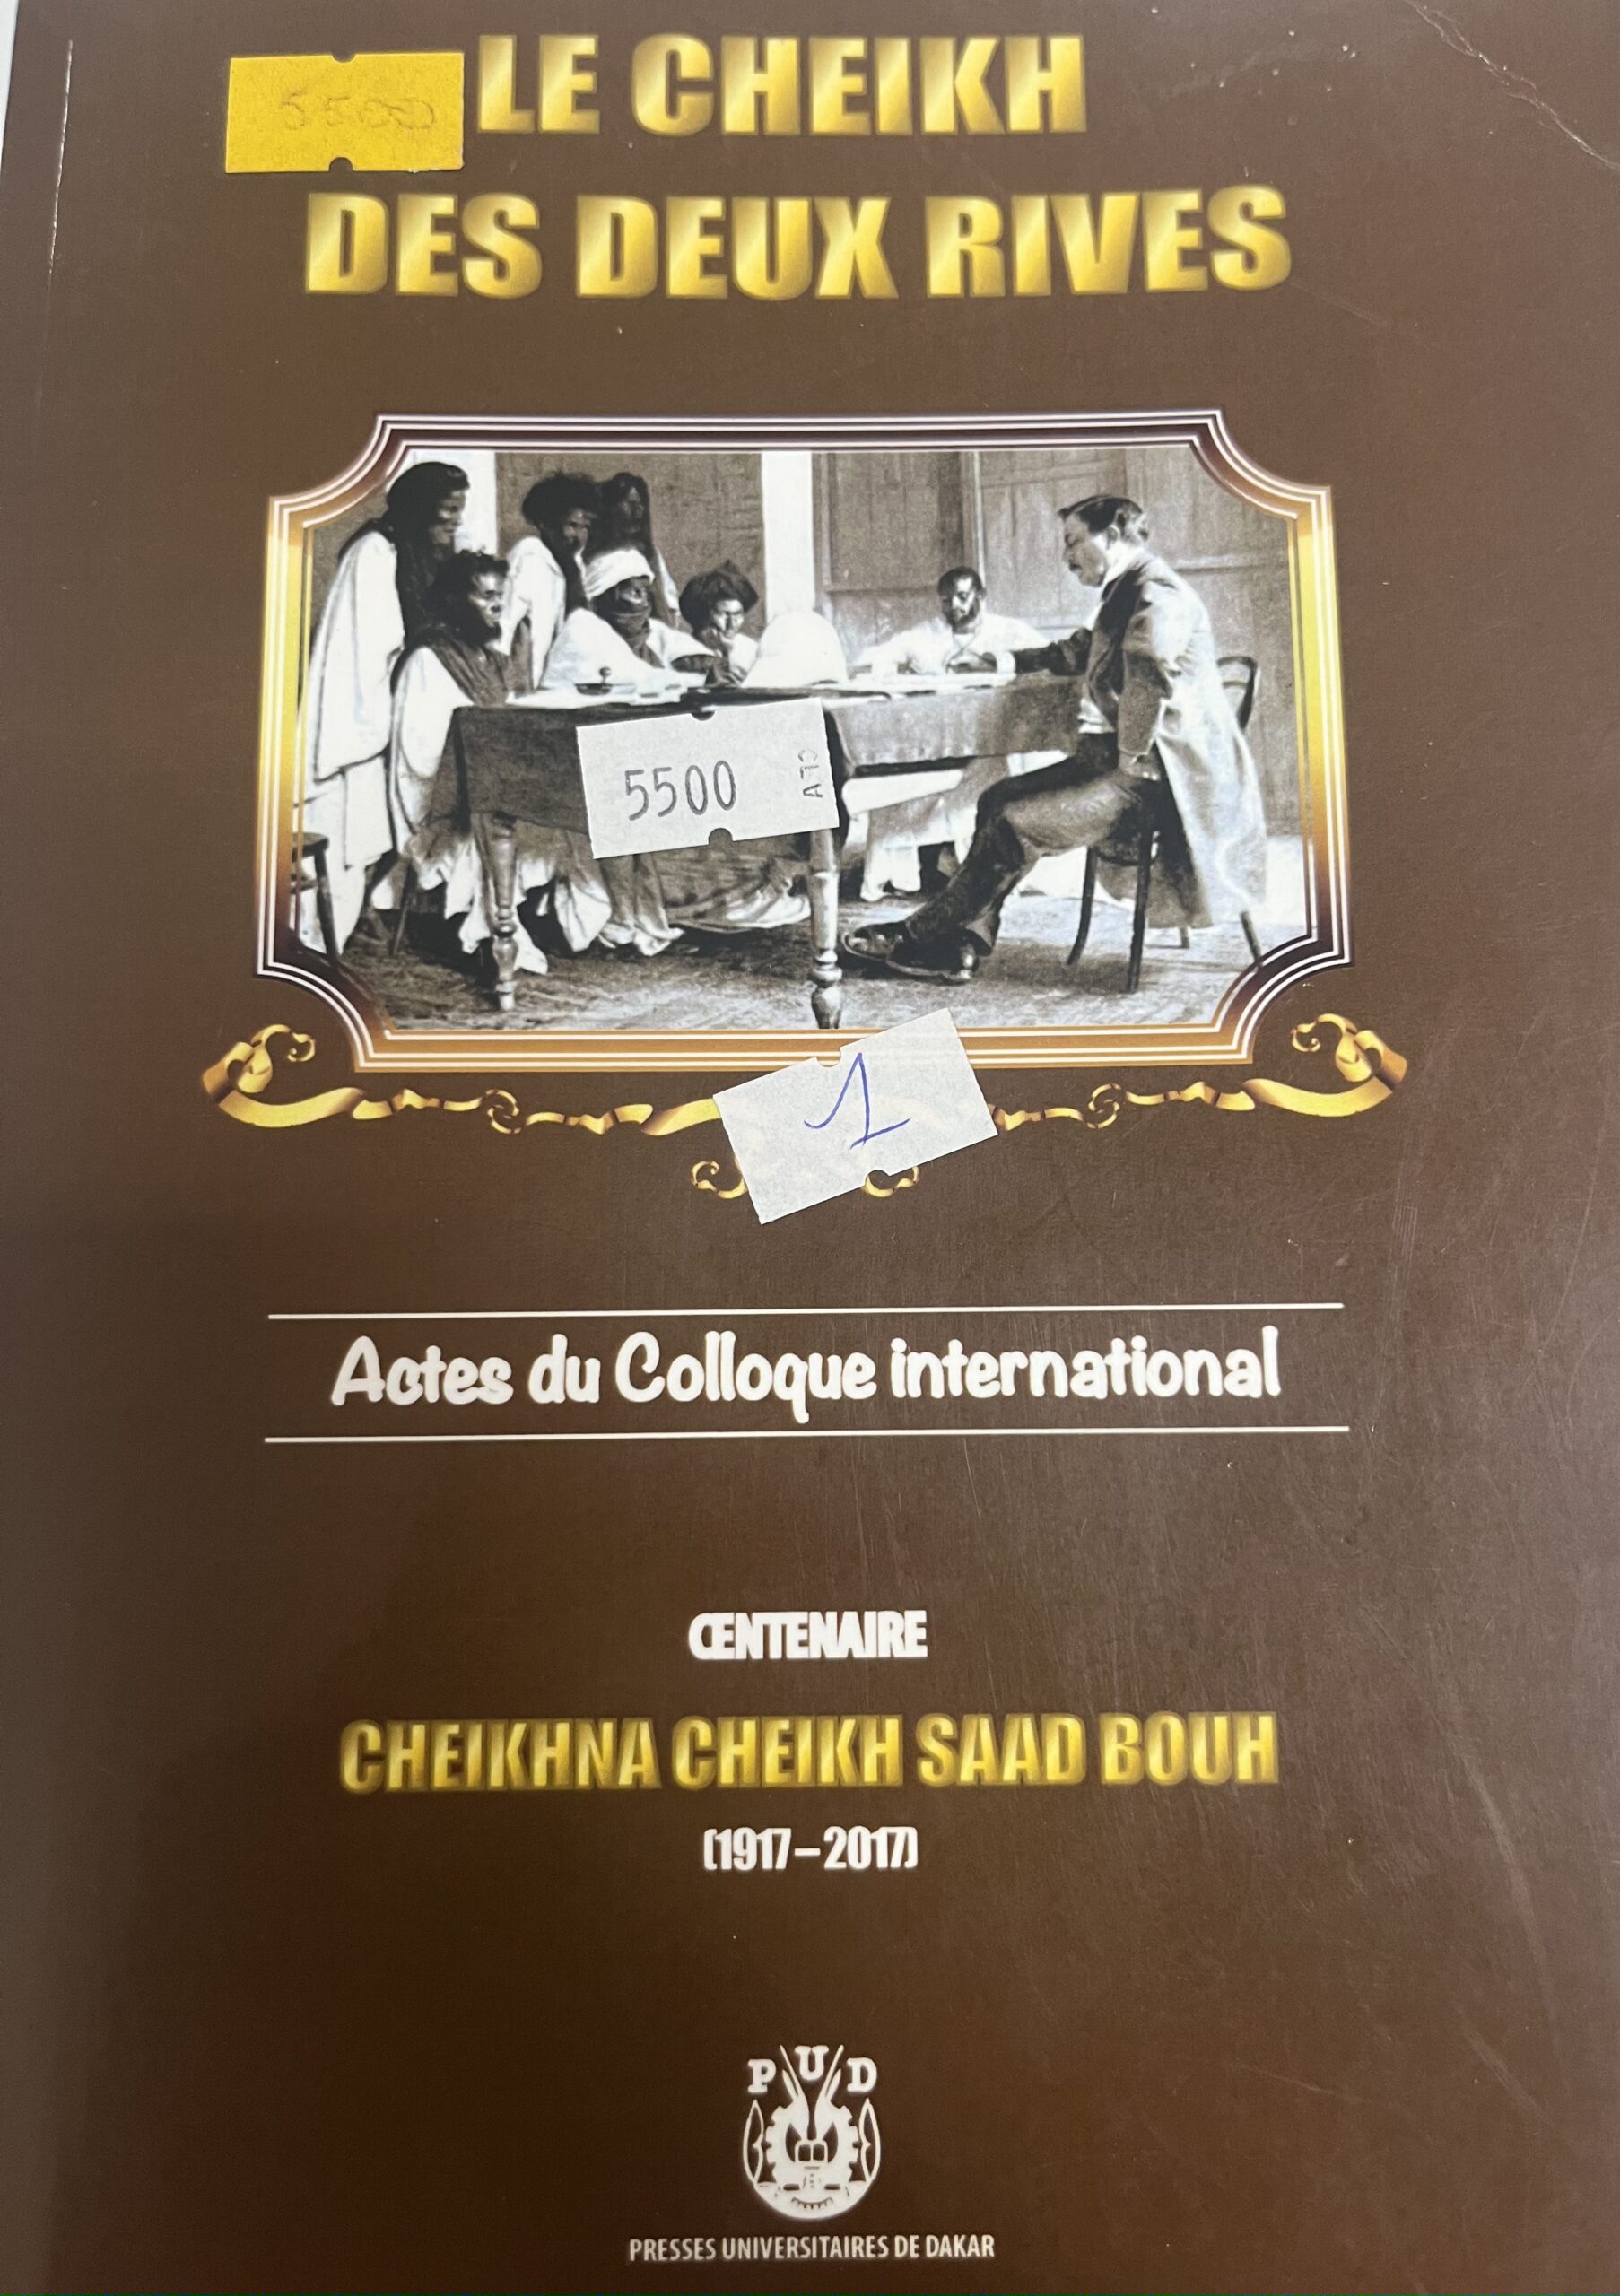 LE CHEIKH
5500
DES DEUX RIVES
5500
CLA
1
Actes du Colloque international
CENTENAIRE
CHEIKHNA CHEIKH SAAD BOUH
(1917-2017)
PUD
PRESSES UNIVERSITAIRES DE DAKAR